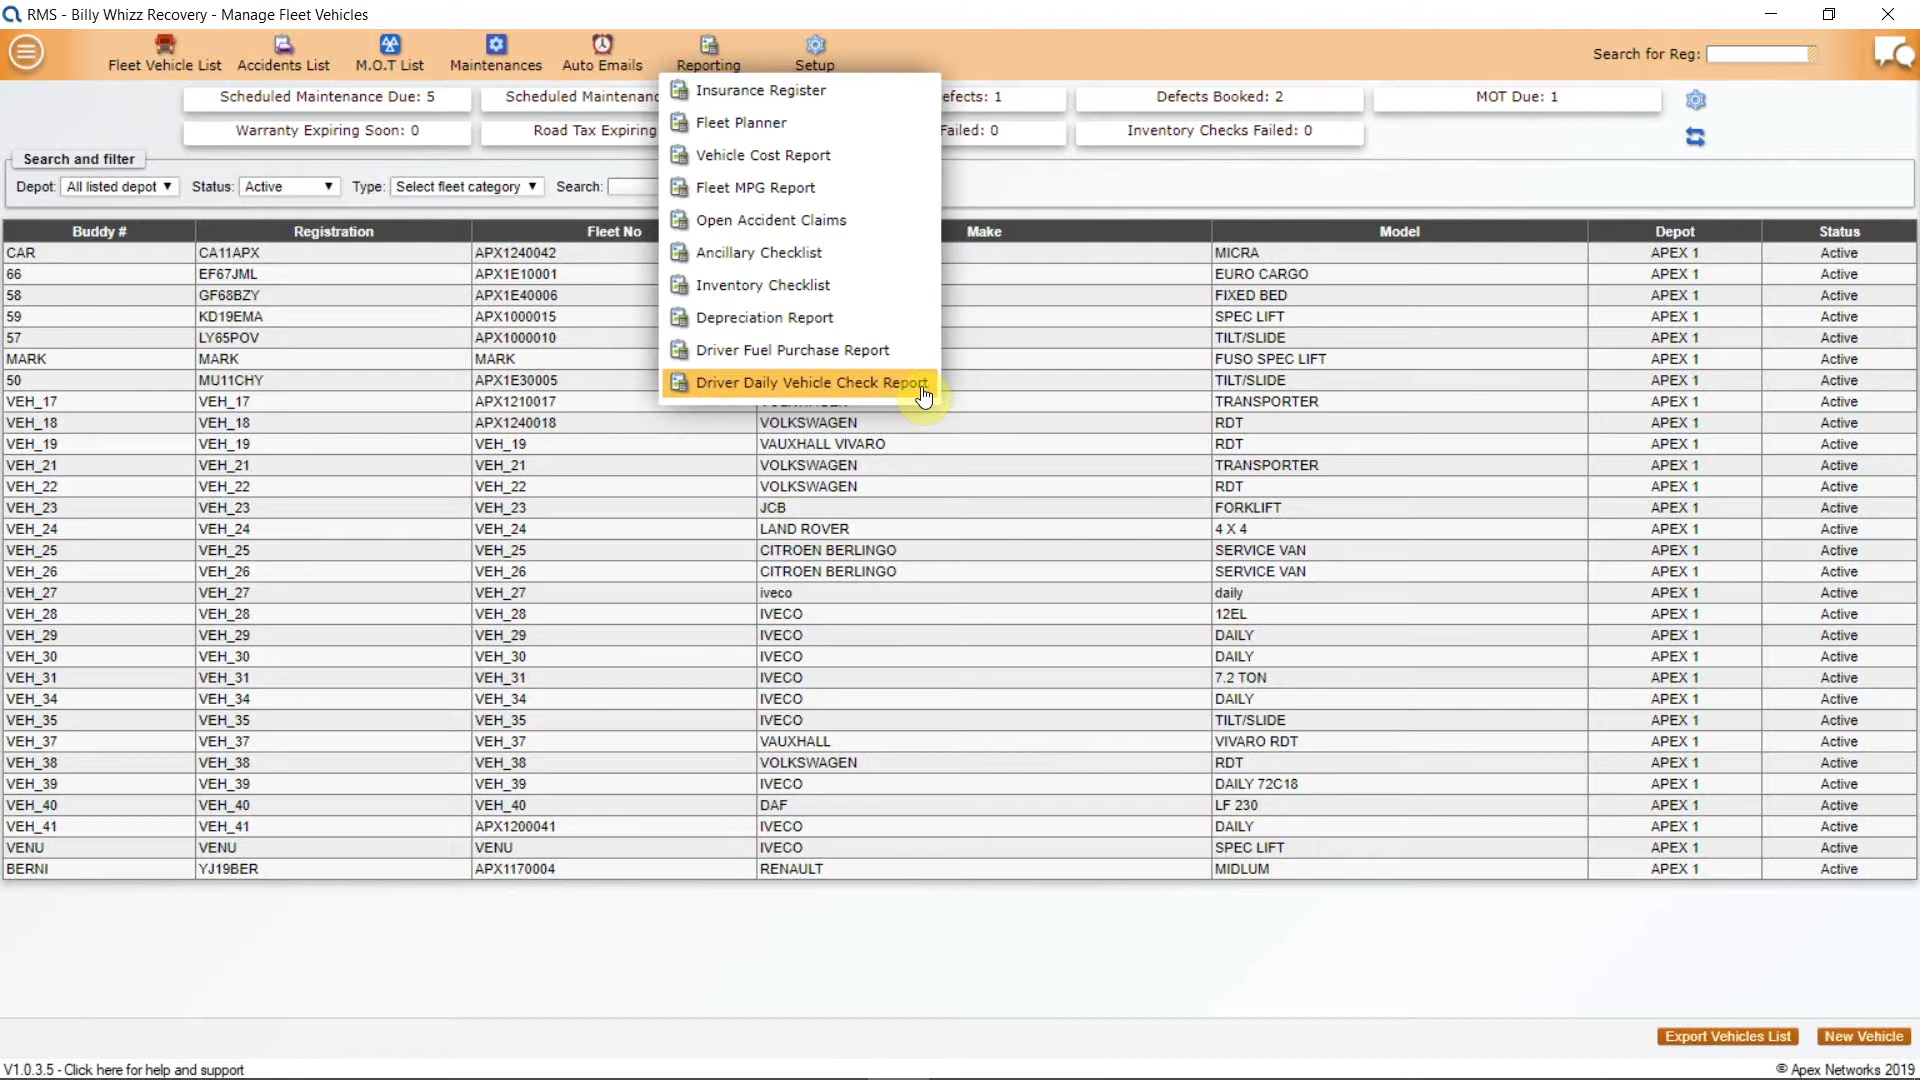 RMS - Billy Whizz Recovery - Manage Fleet Vehicles
Fleet Vehicle List Accidents List M.O.T List Maintenances Auto Emails Reporting Setup Search for Reg:
Scheduled Maintenance Due: 5 Scheduled Maintenanc efects: 1 Defects Booked: 2 MOT Due: 1
Warranty Expiring Soon: 0 Road Tax Expiring Failed: 0 Inventory Checks Failed: 0
Insurance Register
Fleet Planner
Vehicle Cost Report
Fleet MPG Report
Open Accident Claims
Ancillary Checklist
Inventory Checklist
Depreciation Report
Driver Fuel Purchase Report
Driver Daily Vehicle Check Report
Search and filter
Depot: All listed depot Status: Active Type: Select fleet category Search:
Buddy # Registration Fleet No Make Model Depot Status
CAR CA11APX APX1240042 MICRA APEX 1 Active
66 EF67JML APX1E10001 EURO CARGO APEX 1 Active
58 GF68BZY APX1E40006 FIXED BED APEX 1 Active
59 KD19EMA APX1000015 SPEC LIFT APEX 1 Active
57 LY65POV APX1000010 TILT/SLIDE APEX 1 Active
MARK MARK MARK FUSO SPEC LIFT APEX 1 Active
50 MU11CHY APX1E30005 TILT/SLIDE APEX 1 Active
VEH_17 VEH_17 APX1210017 TRANSPORTER APEX 1 Active
VEH_18 VEH_18 APX1240018 VOLKSWAGEN RDT APEX 1 Active
VEH_19 VEH_19 VEH_19 VAUXHALL VIVARO RDT APEX 1 Active
VEH_21 VEH_21 VEH_21 VOLKSWAGEN TRANSPORTER APEX 1 Active
VEH_22 VEH_22 VEH_22 VOLKSWAGEN RDT APEX 1 Active
VEH_23 VEH_23 VEH_23 JCB FORKLIFT APEX 1 Active
VEH_24 VEH_24 VEH_24 LAND ROVER 4 X 4 APEX 1 Active
VEH_25 VEH_25 VEH_25 CITROEN BERLINGO SERVICE VAN APEX 1 Active
VEH_26 VEH_26 VEH_26 CITROEN BERLINGO SERVICE VAN APEX 1 Active
VEH_27 VEH_27 VEH_27 iveco daily APEX 1 Active
VEH_28 VEH_28 VEH_28 IVECO 12EL APEX 1 Active
VEH_29 VEH_29 VEH_29 IVECO DAILY APEX 1 Active
VEH_30 VEH_30 VEH_30 IVECO DAILY APEX 1 Active
VEH_31 VEH_31 VEH_31 IVECO 7.2 TON APEX 1 Active
VEH_34 VEH_34 VEH_34 IVECO DAILY APEX 1 Active
VEH_35 VEH_35 VEH_35 IVECO TILT/SLIDE APEX 1 Active
VEH_37 VEH_37 VEH_37 VAUXHALL VIVARO RDT APEX 1 Active
VEH_38 VEH_38 VEH_38 VOLKSWAGEN RDT APEX 1 Active
VEH_39 VEH_39 VEH_39 IVECO DAILY 72C18 APEX 1 Active
VEH_40 VEH_40 VEH_40 DAF LF 230 APEX 1 Active
VEH_41 VEH_41 APX1200041 IVECO DAILY APEX 1 Active
VENU VENU VENU IVECO SPEC LIFT APEX 1 Active
BERNI YJ19BER APX1170004 RENAULT MIDLUM APEX 1 Active
Export Vehicles List New Vehicle
V1.0.3.5 - Click here for help and support © Apex Networks 2019